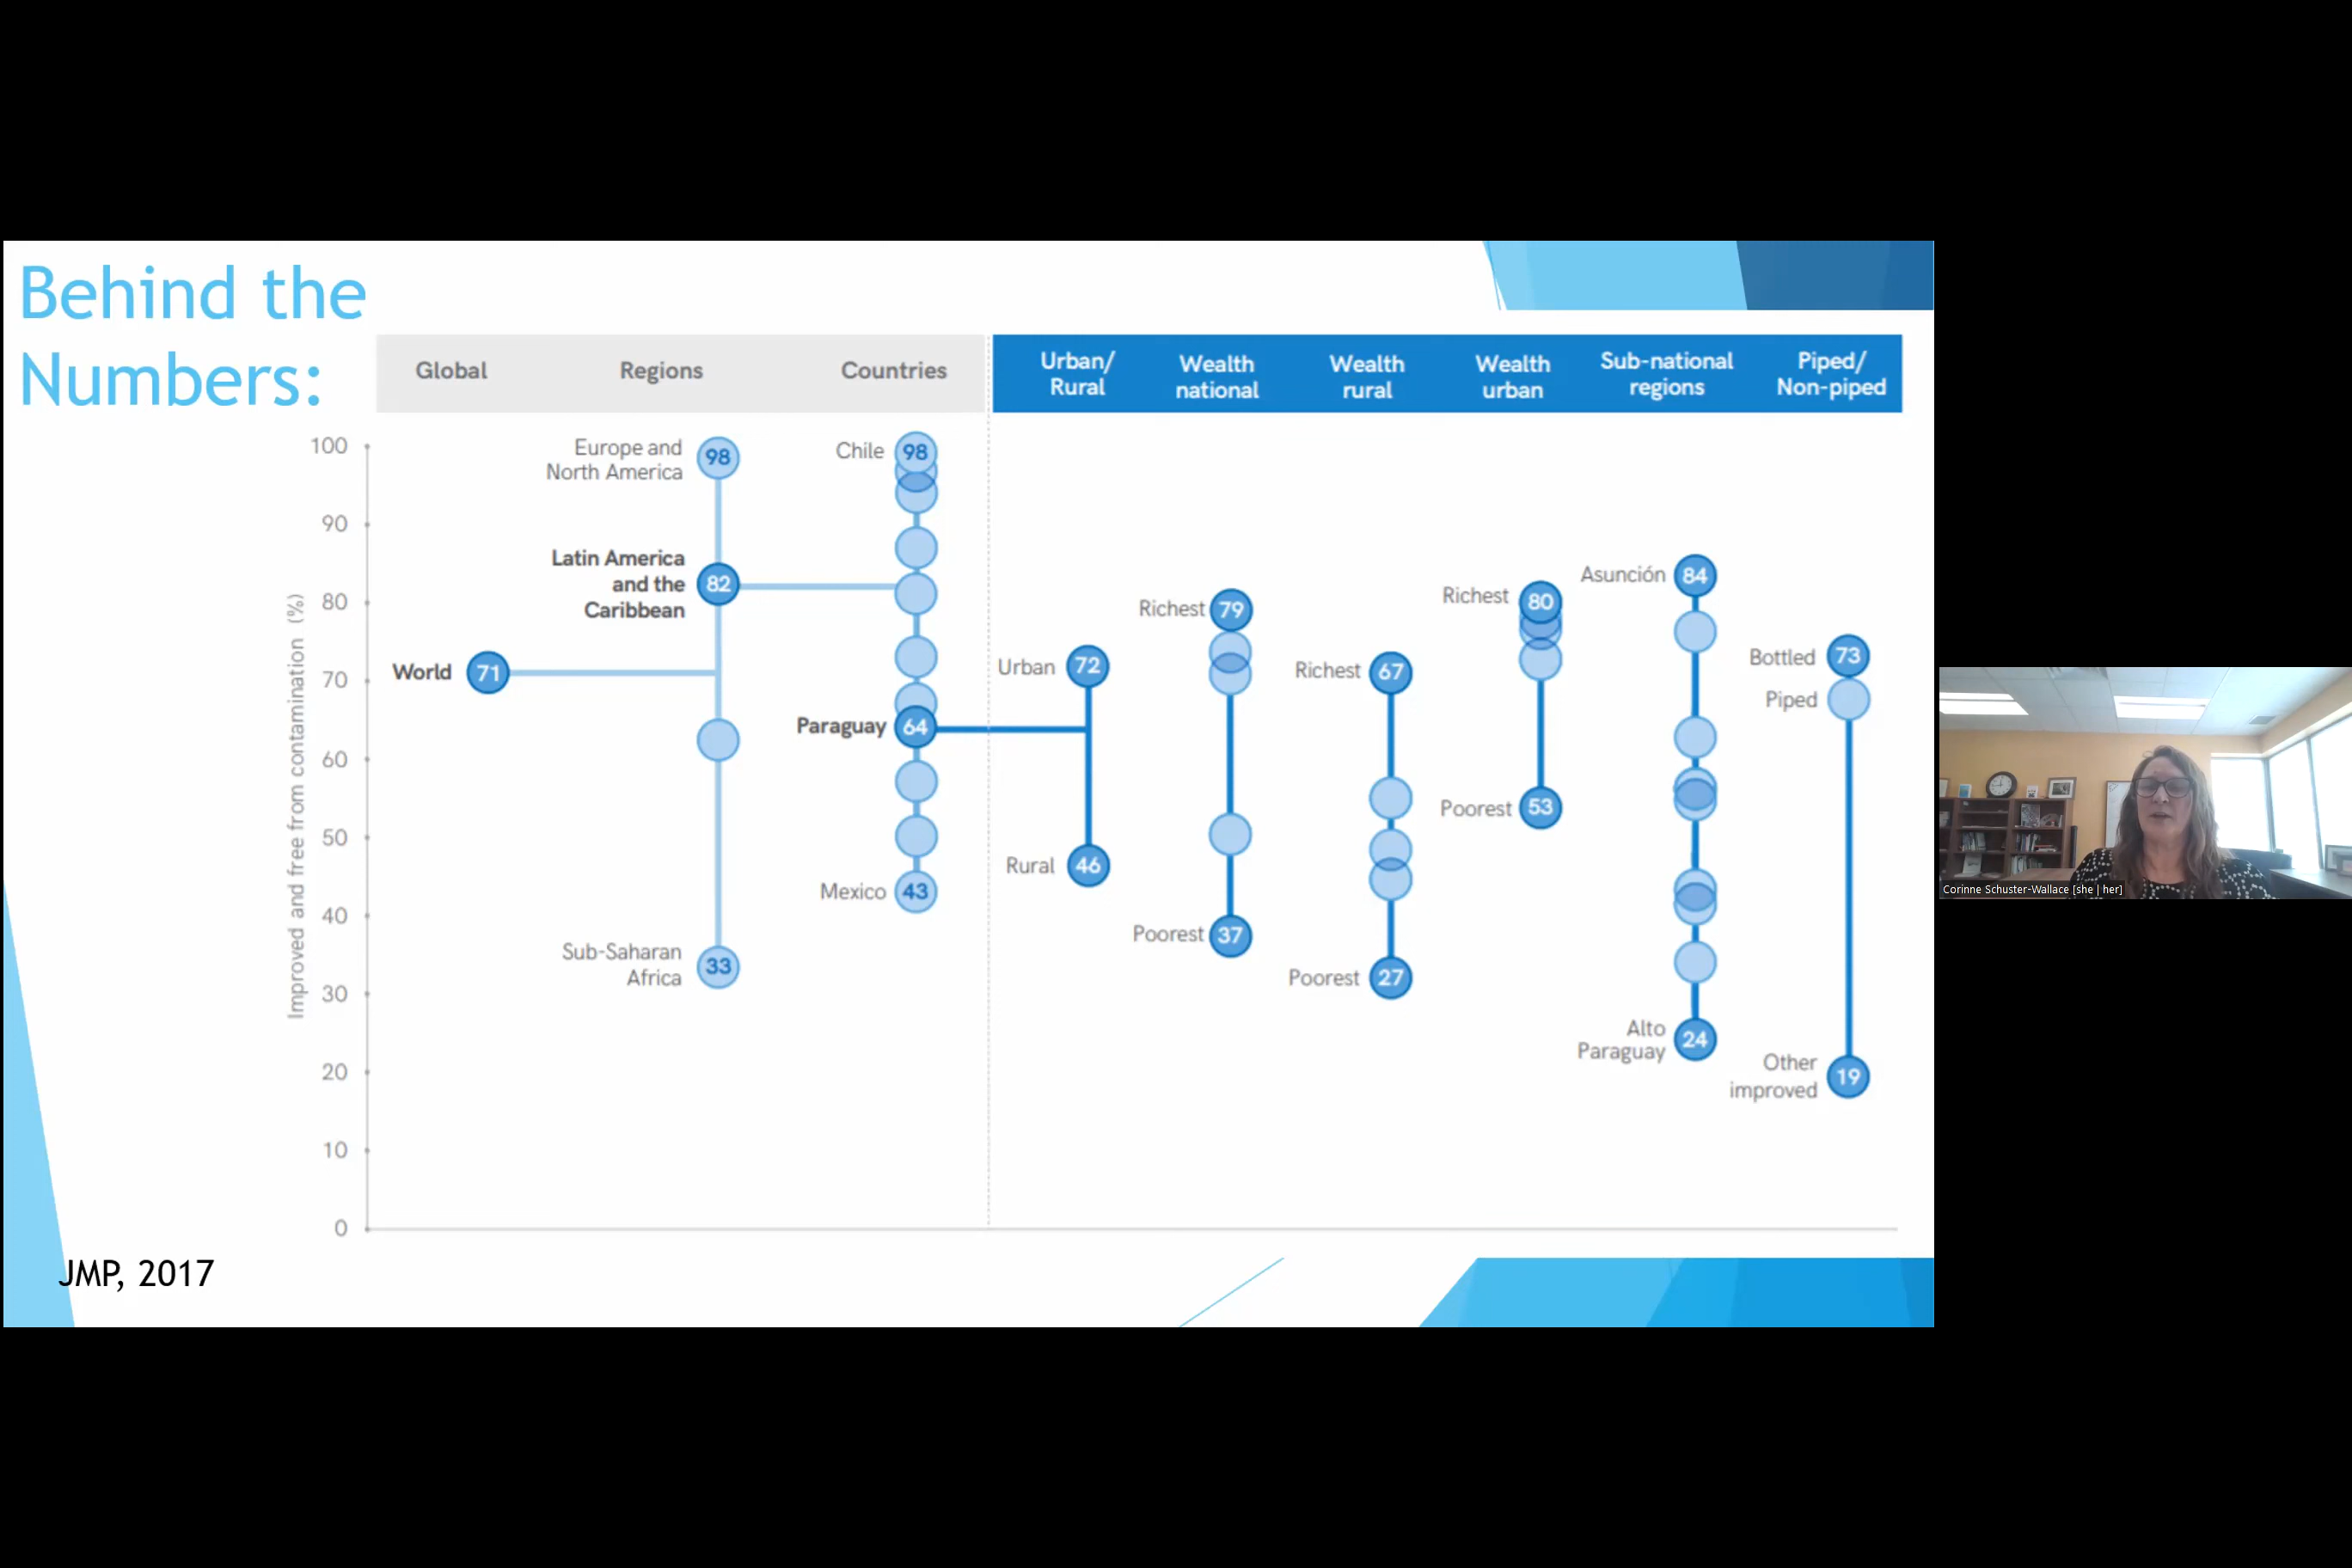 Behind the
Numbers:
Global
Regions
Countries
Urban/
Rural
Wealth
national
Wealth
rural
Wealth
urban
Sub-national
regions
Piped/
Non-piped
Improved and free from contamination (%)
100
90
80
70
60
50
40
30
20
10
0
World
71
Europe and
North America
98
Latin America
and the
Caribbean
82
Sub-Saharan
Africa
33
Chile
98
Paraguay
64
Mexico
43
Urban
72
Rural
46
Richest
79
Poorest
37
Richest
67
Poorest
27
Richest
80
Poorest
53
Asunción
84
Alto
Paraguay
24
Bottled
73
Piped
Other
improved
19
JMP, 2017
Corinne Schuster-Wallace [she | her]